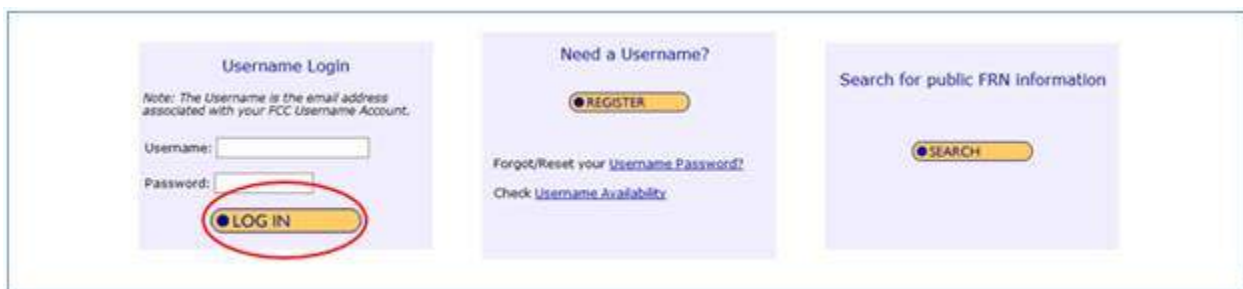 Username Login
Note: The Username is the email address
associated with your FCC Username Account.
Username:
Password:
LOG IN
Need a Username?
REGISTER
Forgot/Reset your Username Password?
Check Username Availability
Search for public FRN information
SEARCH